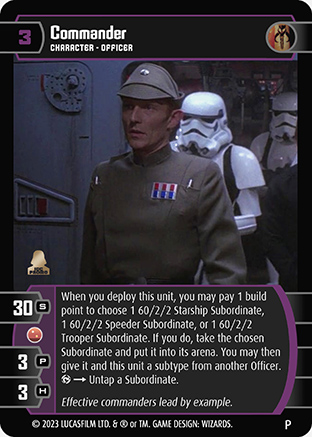 3 Commander
CHARACTER - OFFICER
30 S
3 P
3 H
When you deploy this unit, you may pay 1 build
point to choose 1 60/2/2 Starship Subordinate,
1 60/2/2 Speeder Subordinate, or 1 60/2/2
Trooper Subordinate. If you do, take the chosen
Subordinate and put it into its arena. You may then
give it and this unit a subtype from another Officer.
→ Untap a Subordinate.
Effective commanders lead by example.
© 2023 LUCASFILM LTD. & ® or TM. GAME DESIGN: WIZARDS. P